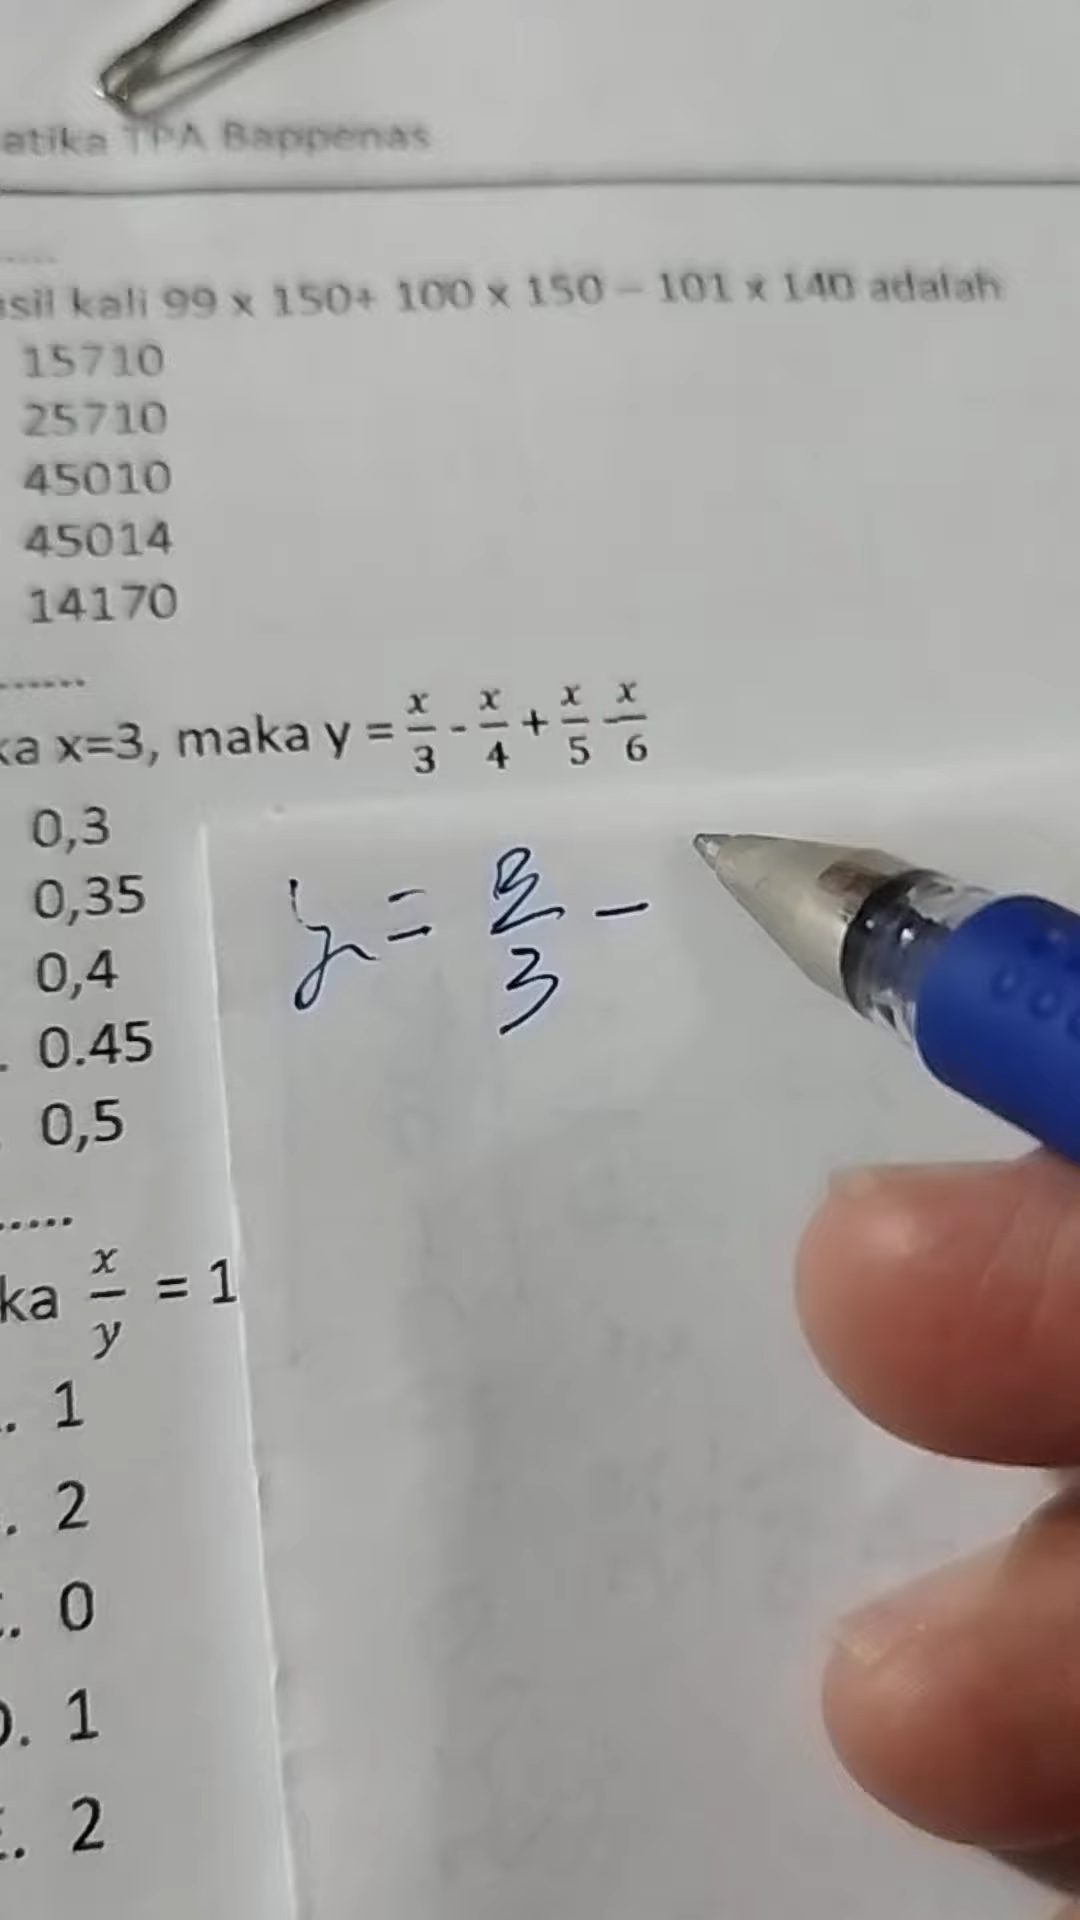 atika TPA Bappenas
.....
asil kali 99 x 150+ 100 x 150 – 101 x 140 adalah
15710
25710
45010
45014
14170
......
ka x=3, maka y = x/3 - x/4 + x/5 - x/6
0,3
0,35
0,4
. 0.45
0,5
y = 3/3 -
.....
ka x/y = 1
. 1
. 2
. 0
D. 1
E. 2